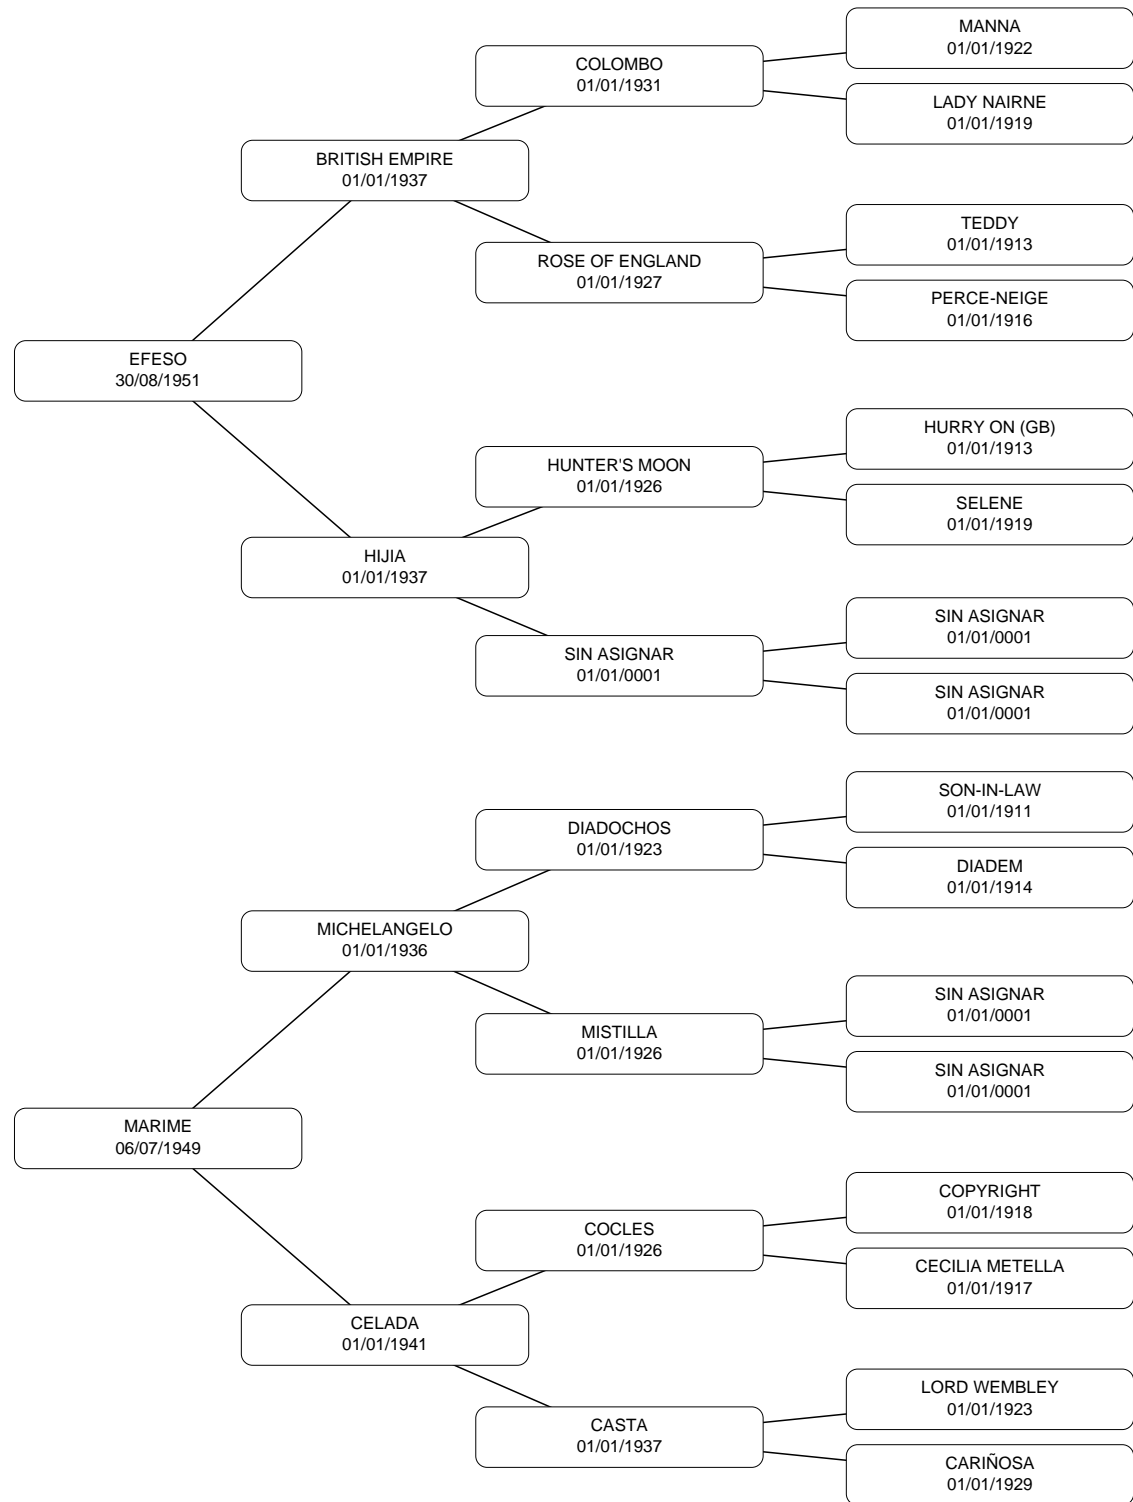 MANNA
01/01/1922
COLOMBO
01/01/1931
LADY NAIRNE
01/01/1919
BRITISH EMPIRE
01/01/1937
TEDDY
01/01/1913
ROSE OF ENGLAND
01/01/1927
PERCE-NEIGE
01/01/1916
EFESO
30/08/1951
HURRY ON (GB)
01/01/1913
HUNTER'S MOON
01/01/1926
SELENE
01/01/1919
HIJIA
01/01/1937
SIN ASIGNAR
01/01/0001
SIN ASIGNAR
01/01/0001
SIN ASIGNAR
01/01/0001
SON-IN-LAW
01/01/1911
DIADOCHOS
01/01/1923
DIADEM
01/01/1914
MICHELANGELO
01/01/1936
SIN ASIGNAR
01/01/0001
MISTILLA
01/01/1926
SIN ASIGNAR
01/01/0001
MARIME
06/07/1949
COPYRIGHT
01/01/1918
COCLES
01/01/1926
CECILIA METELLA
01/01/1917
CELADA
01/01/1941
LORD WEMBLEY
01/01/1923
CASTA
01/01/1937
CARIÑOSA
01/01/1929